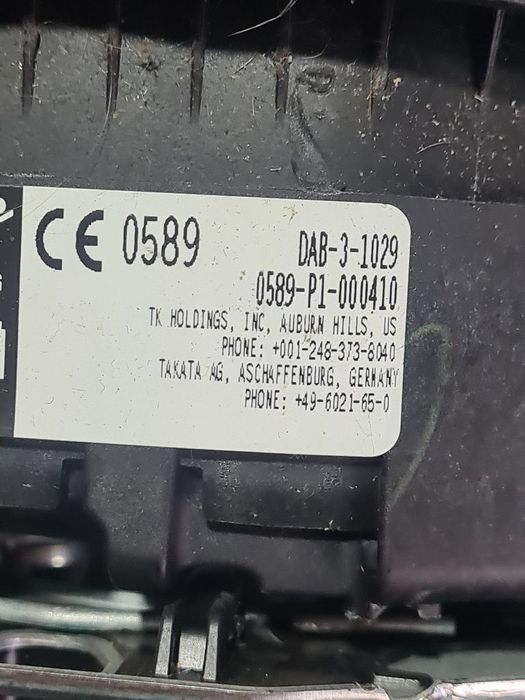 CE 0589
DAB-3-1029
0589-P1-000410
TK HOLDINGS, INC, AUBURN HILLS, US
PHONE: +001-248-373-8040
TAKATA AG, ASCHAFFENBURG, GERMANY
PHONE: +49-6021-65-0